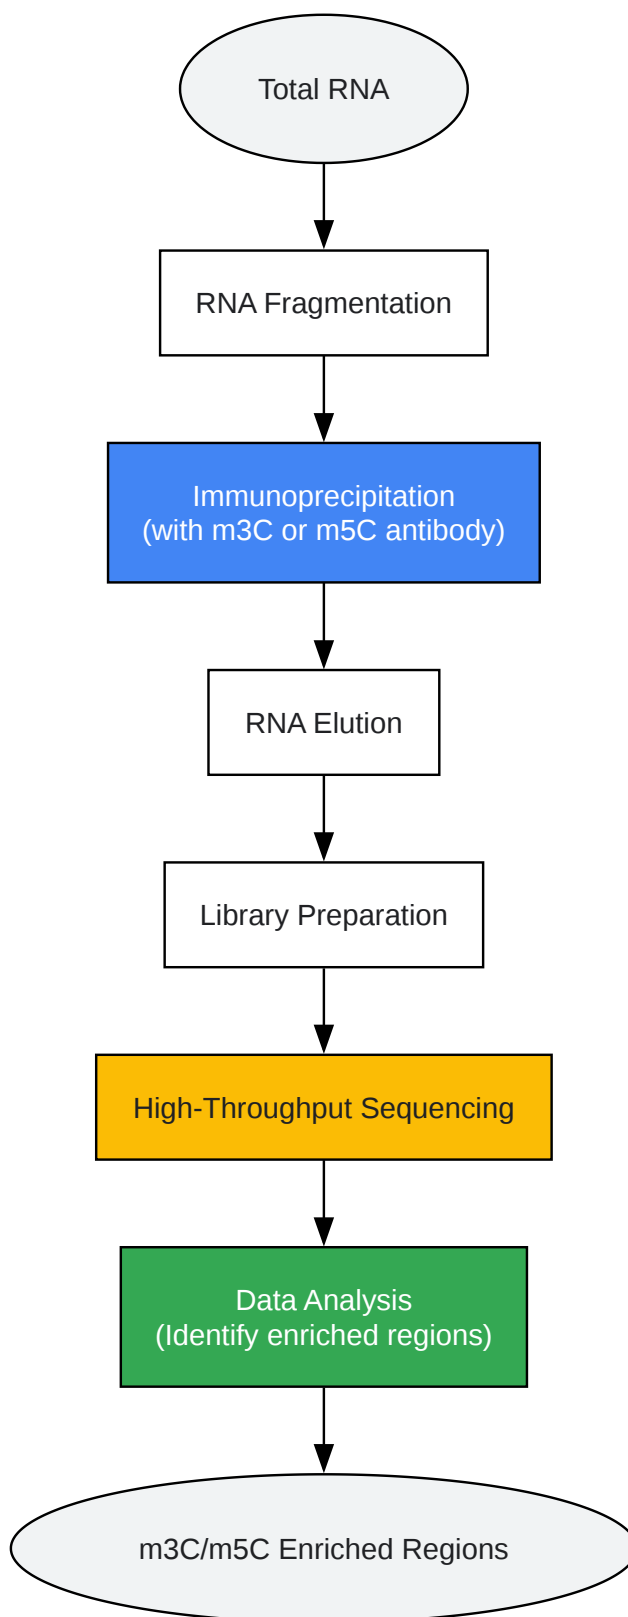 Total RNA
RNA Fragmentation
Immunoprecipitation
(with m3C or m5C antibody)
RNA Elution
Library Preparation
High-Throughput Sequencing
Data Analysis
(Identify enriched regions)
m3C/m5C Enriched Regions